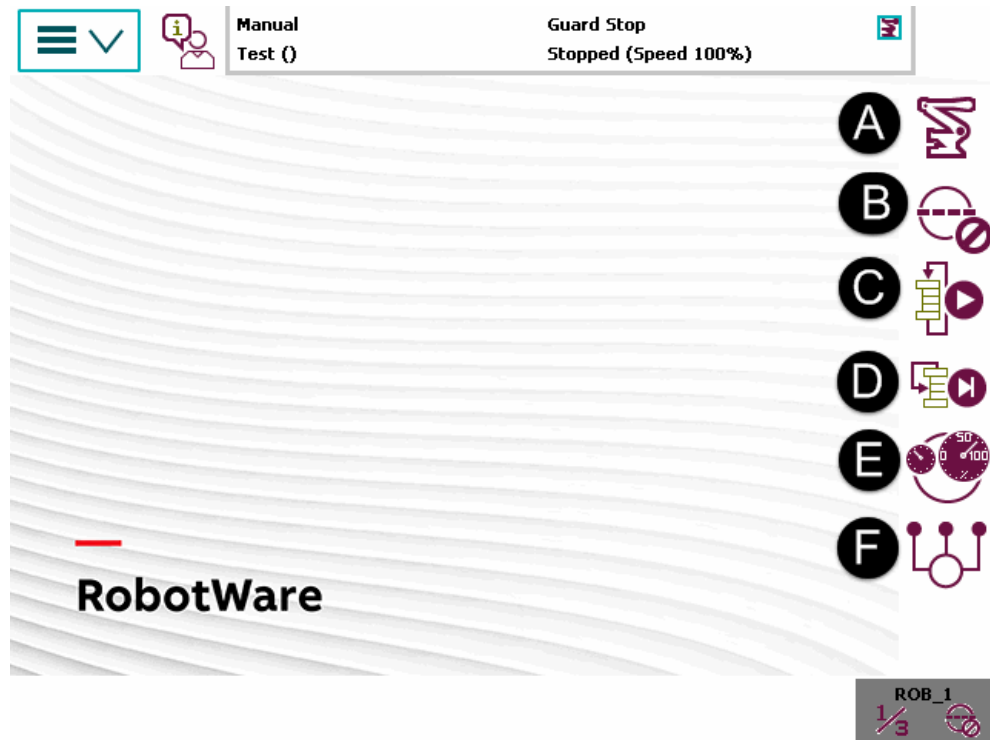 Manual
Test ()
Guard Stop
Stopped (Speed 100%)
i
A
B
C
D
E
50
0
100
%
F
RobotWare
ROB_1
1/3